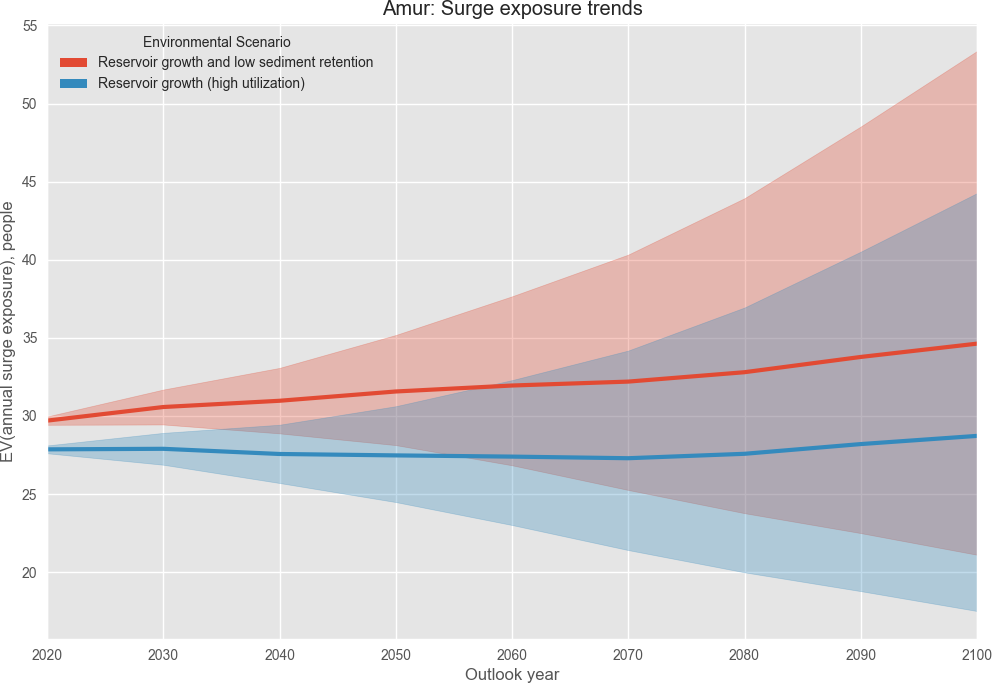 Amur: Surge exposure trends
Environmental Scenario
Reservoir growth and low sediment retention
Reservoir growth (high utilization)
EV(annual surge exposure), people
55
50
45
40
35
30
25
20
2020 2030 2040 2050 2060 2070 2080 2090 2100
Outlook year